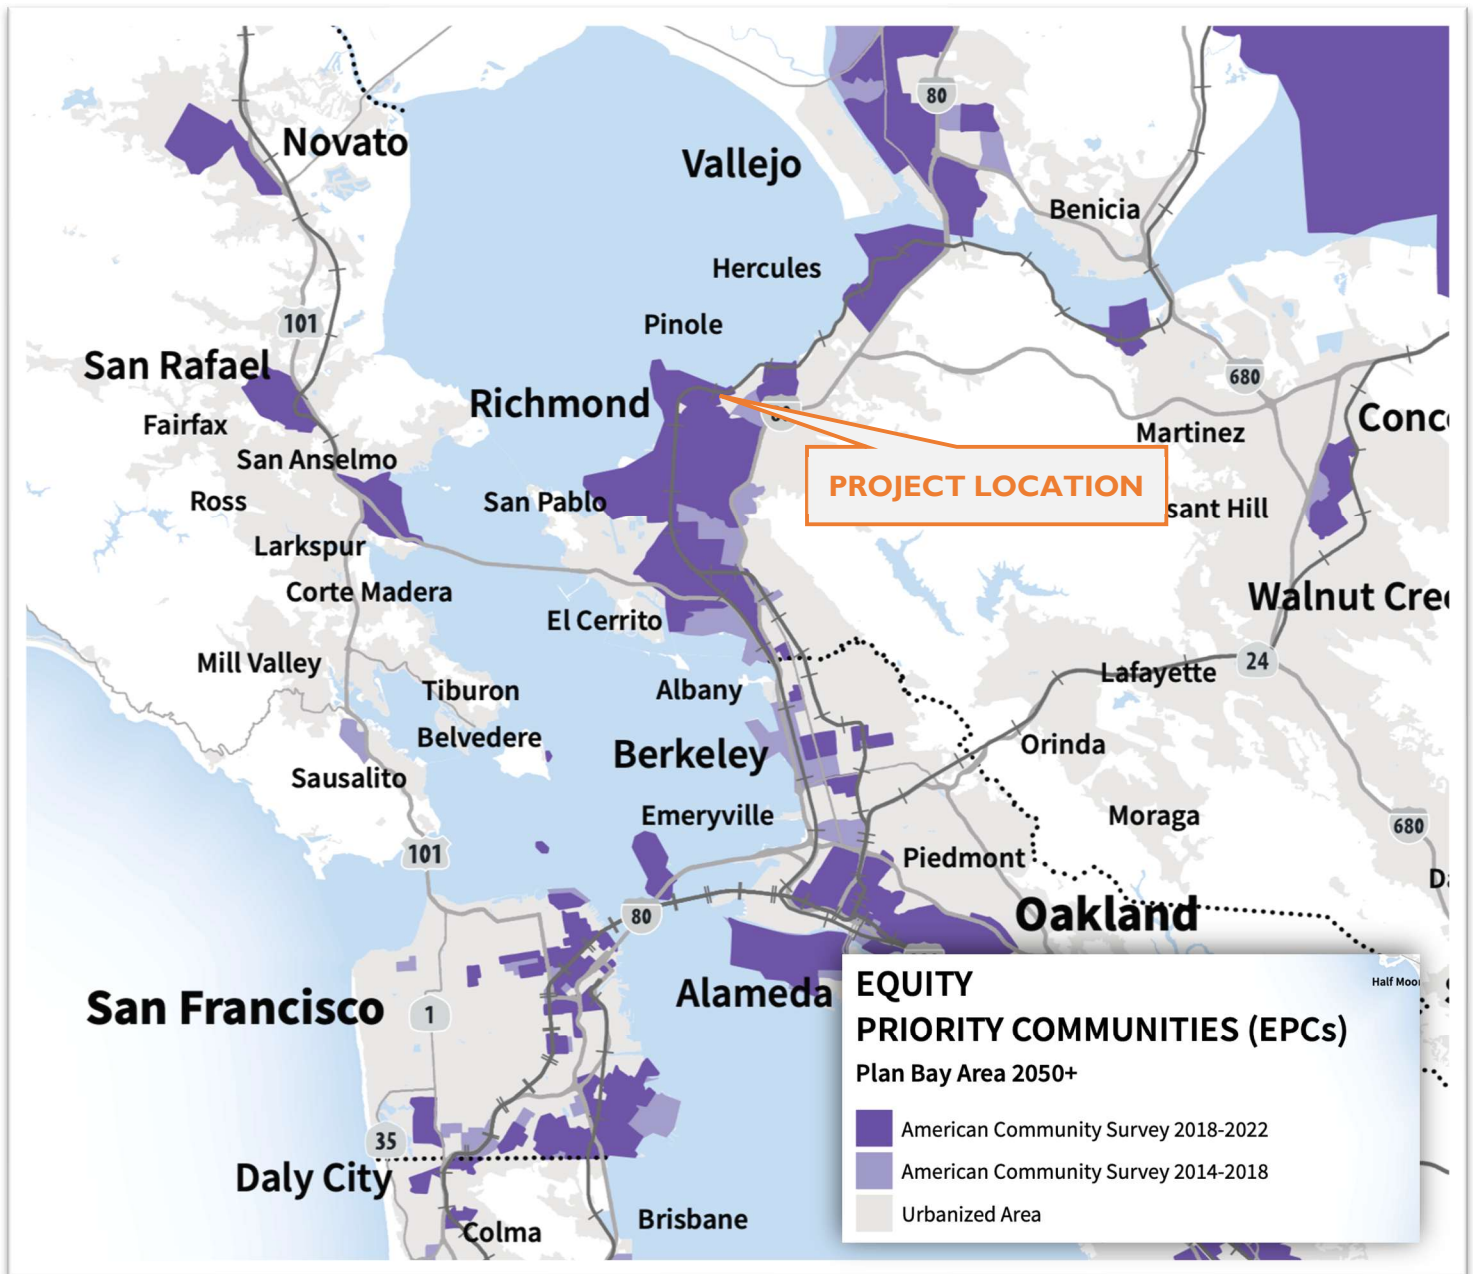 80
Novato
Vallejo
Benicia
Hercules
Pinole
101
San Rafael
680
Richmond
Fairfax
Martinez
San Anselmo
PROJECT LOCATION
Ross
San Pablo
sant Hill
Larkspur
Corte Madera
El Cerrito
Mill Valley
24
Lafayette
Tiburon
Albany
Belvedere
Berkeley
Orinda
Sausalito
Emeryville
Moraga
680
101
Piedmont
80
Oakland
San Francisco
Alameda
1
35
Daly City
Colma
Brisbane
EQUITY
PRIORITY COMMUNITIES (EPCs)
Plan Bay Area 2050+
American Community Survey 2018-2022
American Community Survey 2014-2018
Urbanized Area